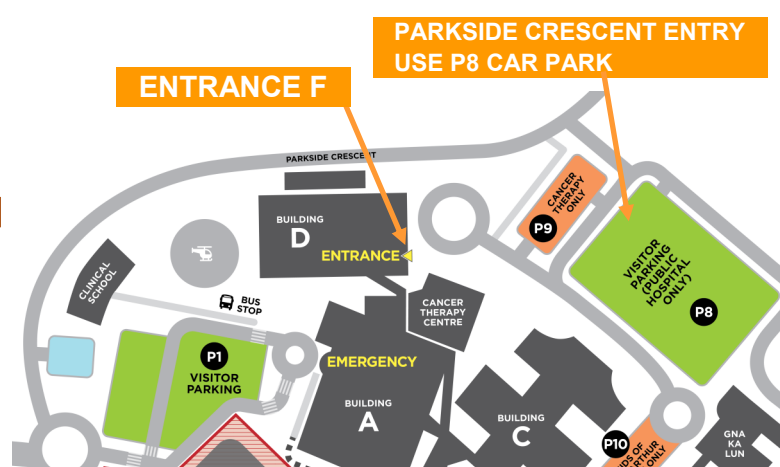 PARKSIDE CRESCENT ENTRY
USE P8 CAR PARK
ENTRANCE F
PARKSIDE CRESCENT
CANCER
THERAPY
ONLY
P9
BUILDING
D
ENTRANCE
VISITOR
PARKING
(PUBLIC
HOSPITAL
ONLY)
P8
CLINICAL
SCHOOL
BUS
STOP
CANCER
THERAPY
CENTRE
P1
VISITOR
PARKING
EMERGENCY
BUILDING
A
BUILDING
C
P10
ONLY
GNA
KA
LUN